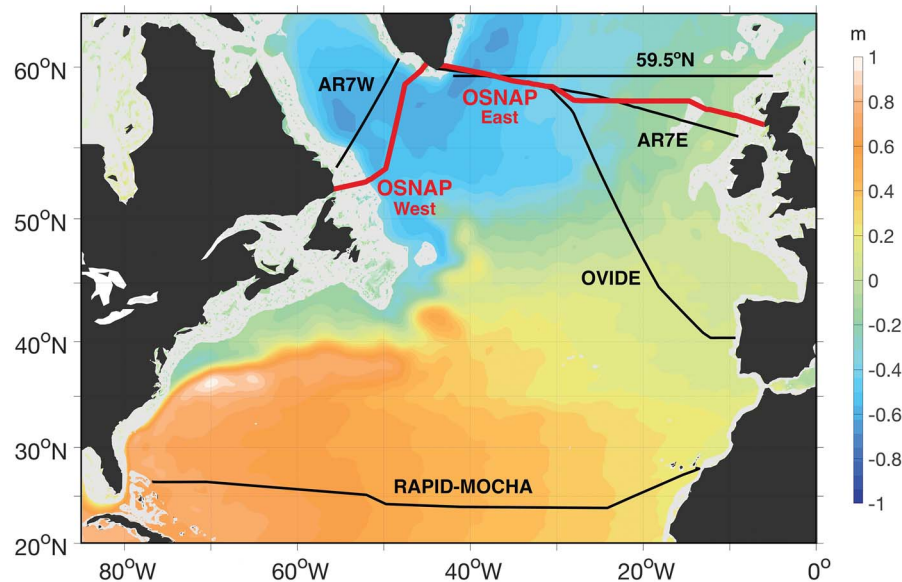 m
60°N
50°N
40°N
30°N
20°N
80°W
60°W
40°W
20°W
0°
AR7W
59.5°N
OSNAP
East
AR7E
OSNAP
West
OVIDE
RAPID-MOCHA
1
0.8
0.6
0.4
0.2
0
-0.2
-0.4
-0.6
-0.8
-1